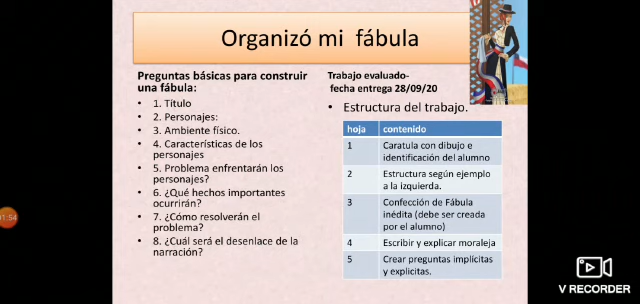 Organizó mi fábula
Preguntas básicas para construir
una fábula:
• 1. Título
• 2. Personajes:
• 3. Ambiente físico.
• 4. Características de los
personajes
• 5. Problema enfrentarán los
personajes?
• 6. ¿Qué hechos importantes
ocurrirán?
• 7. ¿Cómo resolverán el
problema?
• 8. ¿Cuál será el desenlace de la
narración?
Trabajo evaluado-
fecha entrega 28/09/20
• Estructura del trabajo.
hoja contenido
1 Caratula con dibujo e
identificación del alumno
2 Estructura según ejemplo
a la izquierda.
3 Confección de Fábula
inédita (debe ser creada
por el alumno)
4 Escribir y explicar moraleja
5 Crear preguntas implícitas
y explicitas.
1:54
V RECORDER